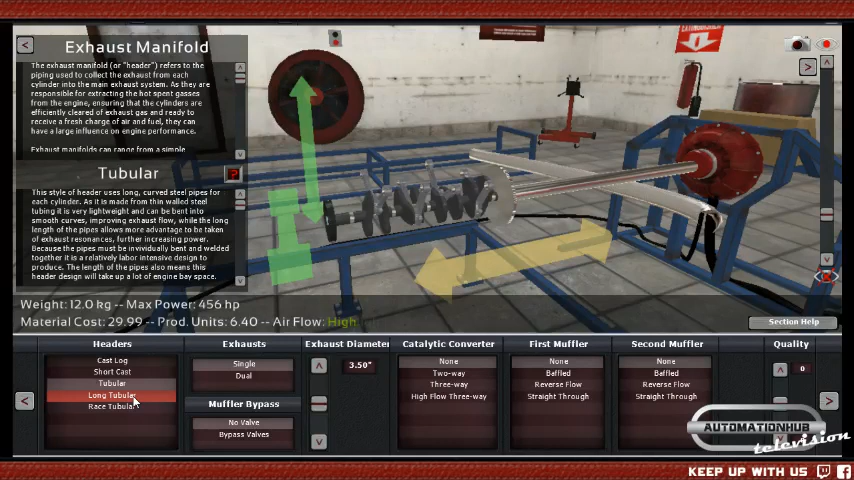 <
Exhaust Manifold
The exhaust manifold (or "header") refers to the
piping used to collect the exhaust from each
cylinder into the main exhaust system. As they are
responsible for extracting the hot spent gasses
from the engine, ensuring that the cylinders are
efficiently cleared of exhaust gas and ready to
receive a fresh charge of air and fuel, they can
have a large influence on engine performance.
Exhaust manifolds can range from a simple
Tubular
?
This style of header uses long, curved steel pipes for
each cylinder. As it is made from thin walled steel
tubing it is very lightweight and can be bent into
smooth curves, improving exhaust flow, while the long
length of the pipes allows more advantage to be taken
of exhaust resonances, further increasing power.
Because the pipes must be invividually bent and welded
together it is a relatively labor intensive design to
produce. The length of the pipes also means this
header design will take up a lot of engine bay space.
>
Weight: 12.0 kg -- Max Power: 456 hp
Material Cost: 29.99 -- Prod. Units: 6.40 -- Air Flow: High
Section Help
Headers
Cast Log
Short Cast
Tubular
Long Tubular
Race Tubular
Exhausts
Single
Dual
Muffler Bypass
No Valve
Bypass Valves
Exhaust Diameter
3.50"
Catalytic Converter
None
Two-way
Three-way
High Flow Three-way
First Muffler
None
Baffled
Reverse Flow
Straight Through
Second Muffler
None
Baffled
Reverse Flow
Straight Through
Quality
0
<
>
AUTOMATIONHUB
television
KEEP UP WITH US